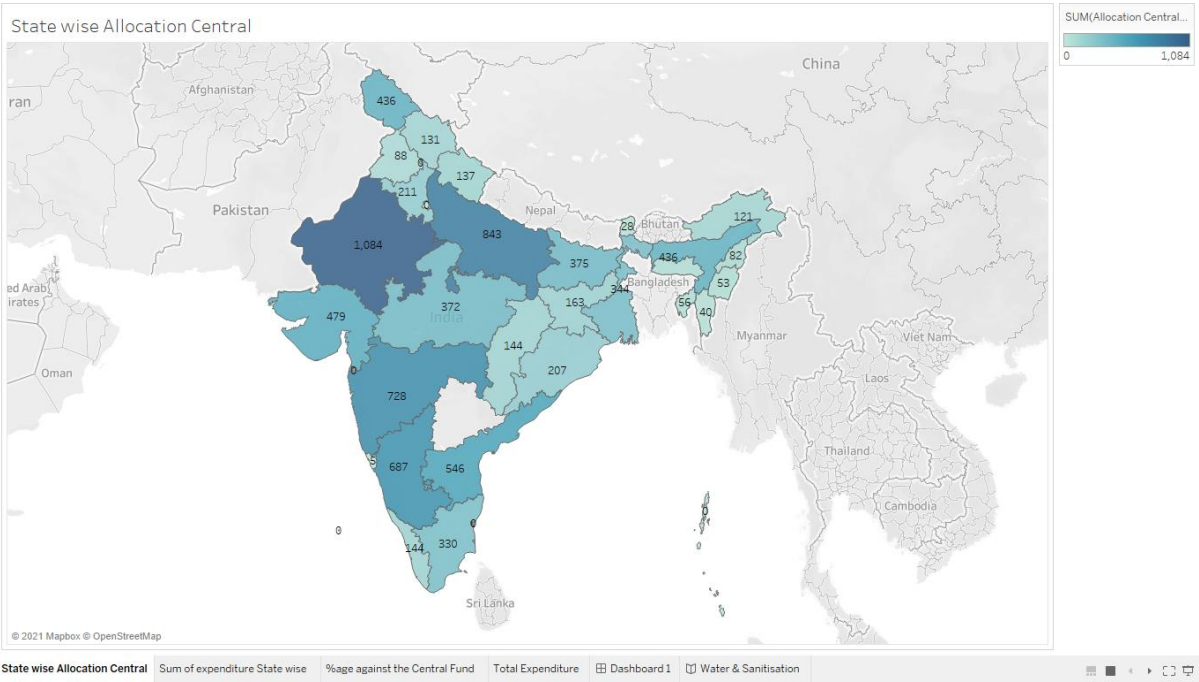 State wise Allocation Central
SUM(Allocation Central...
0 1,084
China
Afghanistan
ran
436
131
88
0
137
211
0
Pakistan
Nepal
28
Bhutan
121
1,084
843
436
82
375
Bangladesh
53
ed Arab
irates
344
163
56
40
479
372
India
Myanmar
Viet Nam
144
Oman
0
207
Laos
728
Thailand
5
687
546
Cambodia
0
0
0
144
330
Sri Lanka
© 2021 Mapbox © OpenStreetMap
State wise Allocation Central Sum of expenditure State wise %age against the Central Fund Total Expenditure Dashboard 1 Water & Sanitisation